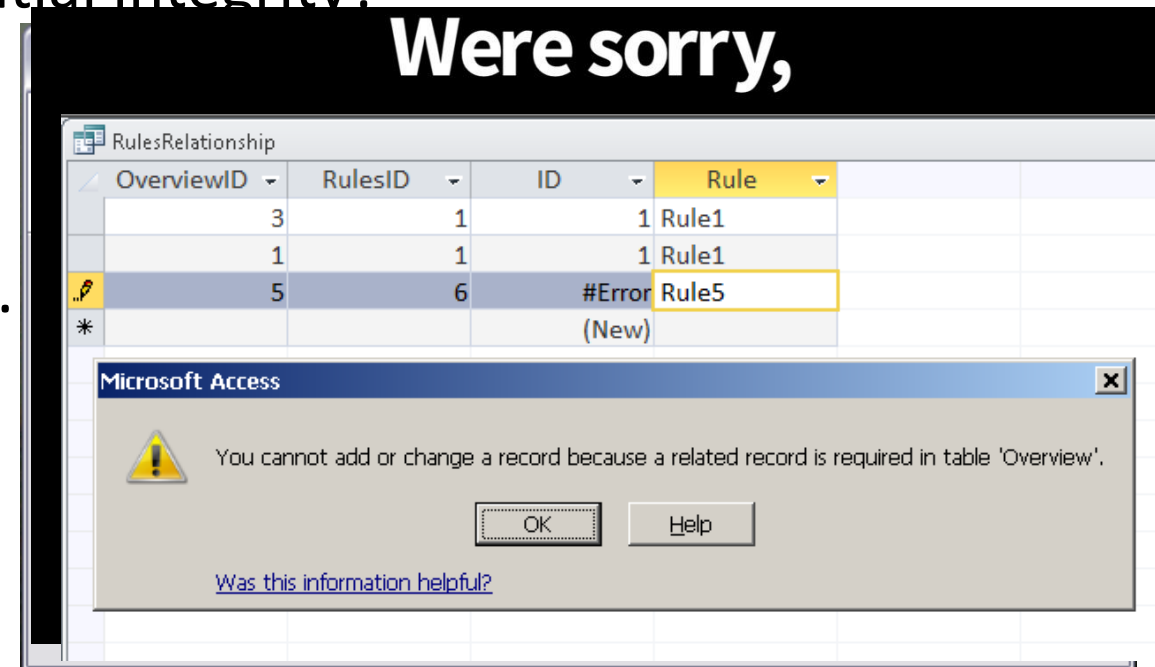 integrity?
Were sorry,
RulesRelationship
OverviewID RulesID ID Rule
3 1 1 Rule1
1 1 1 Rule1
5 6 #Error Rule5
* (New)
Microsoft Access
You cannot add or change a record because a related record is required in table 'Overview'.
OK Help
Was this information helpful?